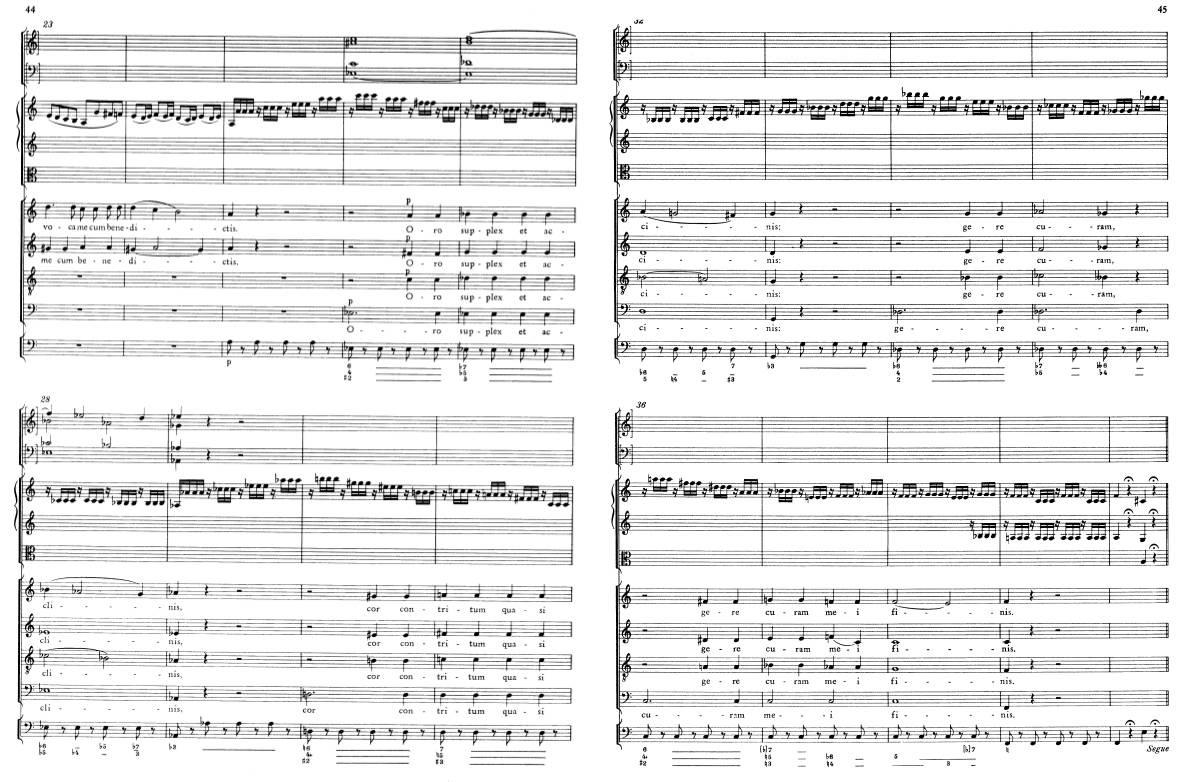 44
23
p
vo - ca me cum bene - di - - - ctis. O - ro sup - plex et ac -
p
me cum be - ne - di - - - ctis. O - ro sup - plex et ac -
p
O - ro sup - plex et ac -
p
O - - - ro sup - plex et ac -
p
28
cli - - - - nis, cor con - tri - tum qua - si
cli - - - - nis, cor con - tri - tum qua - si
cli - - - - nis, cor con - tri - tum qua - si
cli - - - - nis, cor con - tri - tum qua - si
45
32
ci - - - nis: ge - re cu - - ram,
ci - - - nis: ge - re cu - - ram,
ci - - - nis: ge - re cu - - ram,
ci - - - nis: ge - - - re cu - - ram,
36
ge - re cu - ram me - i fi - - - nis.
ge - re cu - ram me - i fi - - - nis.
ge - re cu - ram me - i fi - - - nis.
cu - - - ram me - - i fi - - - nis.
Segue